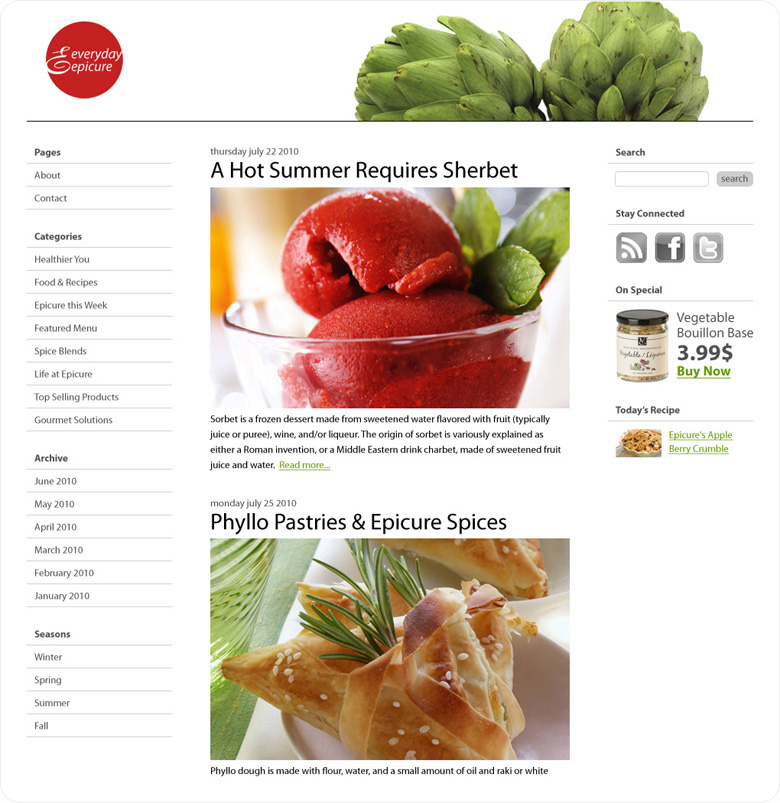 everyday
epicure
Pages
About
Contact
Categories
Healthier You
Food & Recipes
Epicure this Week
Featured Menu
Spice Blends
Life at Epicure
Top Selling Products
Gourmet Solutions
Archive
June 2010
May 2010
April 2010
March 2010
February 2010
January 2010
Seasons
Winter
Spring
Summer
Fall
thursday july 22 2010
A Hot Summer Requires Sherbet
Sorbet is a frozen dessert made from sweetened water flavored with fruit (typically
juice or puree), wine, and/or liqueur. The origin of sorbet is variously explained as
either a Roman invention, or a Middle Eastern drink charbet, made of sweetened fruit
juice and water. Read more...
monday july 25 2010
Phyllo Pastries & Epicure Spices
Phyllo dough is made with flour, water, and a small amount of oil and raki or white
Search
search
Stay Connected
On Special
Vegetable
Bouillon Base
3.99$
Buy Now
Vegetable / Légumes
Today's Recipe
Epicure's Apple
Berry Crumble